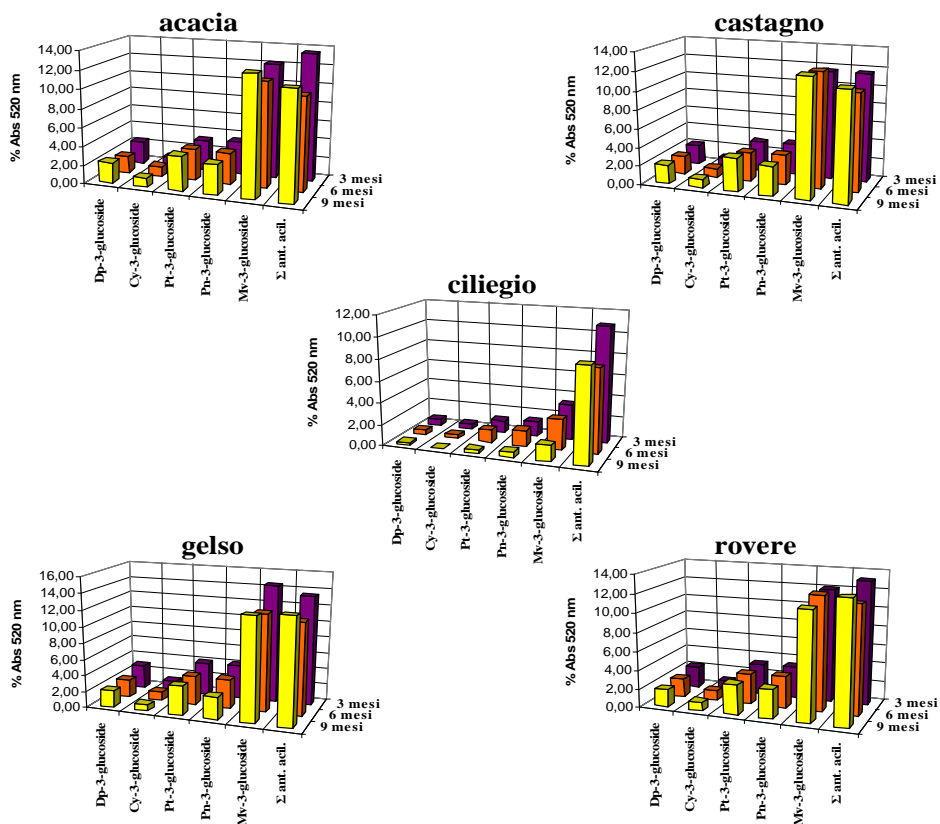 acacia
% Abs 520 nm
14,00
12,00
10,00
8,00
6,00
4,00
2,00
0,00
3 mesi
6 mesi
9 mesi
Dp-3-glucoside
Cy-3-glucoside
Pt-3-glucoside
Pn-3-glucoside
Mv-3-glucoside
Σ ant. acil.
castagno
% Abs 520 nm
14,00
12,00
10,00
8,00
6,00
4,00
2,00
0,00
3 mesi
6 mesi
9 mesi
Dp-3-glucoside
Cy-3-glucoside
Pt-3-glucoside
Pn-3-glucoside
Mv-3-glucoside
Σ ant. acil.
ciliegio
% Abs 520 nm
12,00
10,00
8,00
6,00
4,00
2,00
0,00
3 mesi
6 mesi
9 mesi
Dp-3-glucoside
Cy-3-glucoside
Pt-3-glucoside
Pn-3-glucoside
Mv-3-glucoside
Σ ant. acil.
gelso
% Abs 520 nm
16,00
14,00
12,00
10,00
8,00
6,00
4,00
2,00
0,00
3 mesi
6 mesi
9 mesi
Dp-3-glucoside
Cy-3-glucoside
Pt-3-glucoside
Pn-3-glucoside
Mv-3-glucoside
Σ ant. acil.
rovere
% Abs 520 nm
14,00
12,00
10,00
8,00
6,00
4,00
2,00
0,00
3 mesi
6 mesi
9 mesi
Dp-3-glucoside
Cy-3-glucoside
Pt-3-glucoside
Pn-3-glucoside
Mv-3-glucoside
Σ ant. acil.